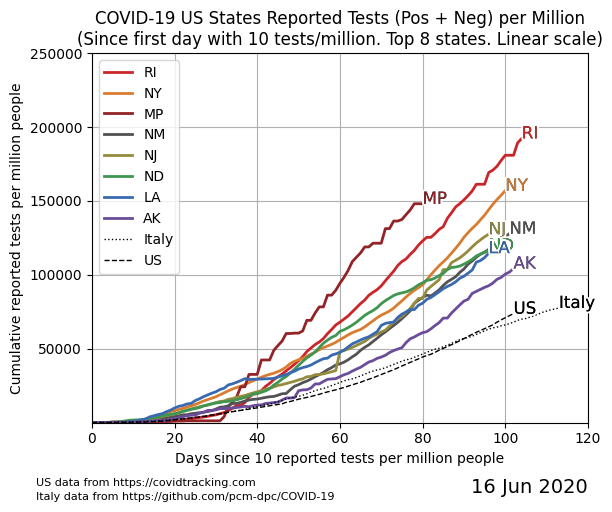 COVID-19 US States Reported Tests (Pos + Neg) per Million
(Since first day with 10 tests/million. Top 8 states. Linear scale)
Cumulative reported tests per million people
250000
200000
150000
100000
50000
RI
NY
MP
NM
NJ
ND
LA
AK
Italy
US
RI
NY
MP
NM
NJ
ND
LA
AK
US
Italy
0
20
40
60
80
100
120
Days since 10 reported tests per million people
US data from https://covidtracking.com
Italy data from https://github.com/pcm-dpc/COVID-19
16 Jun 2020